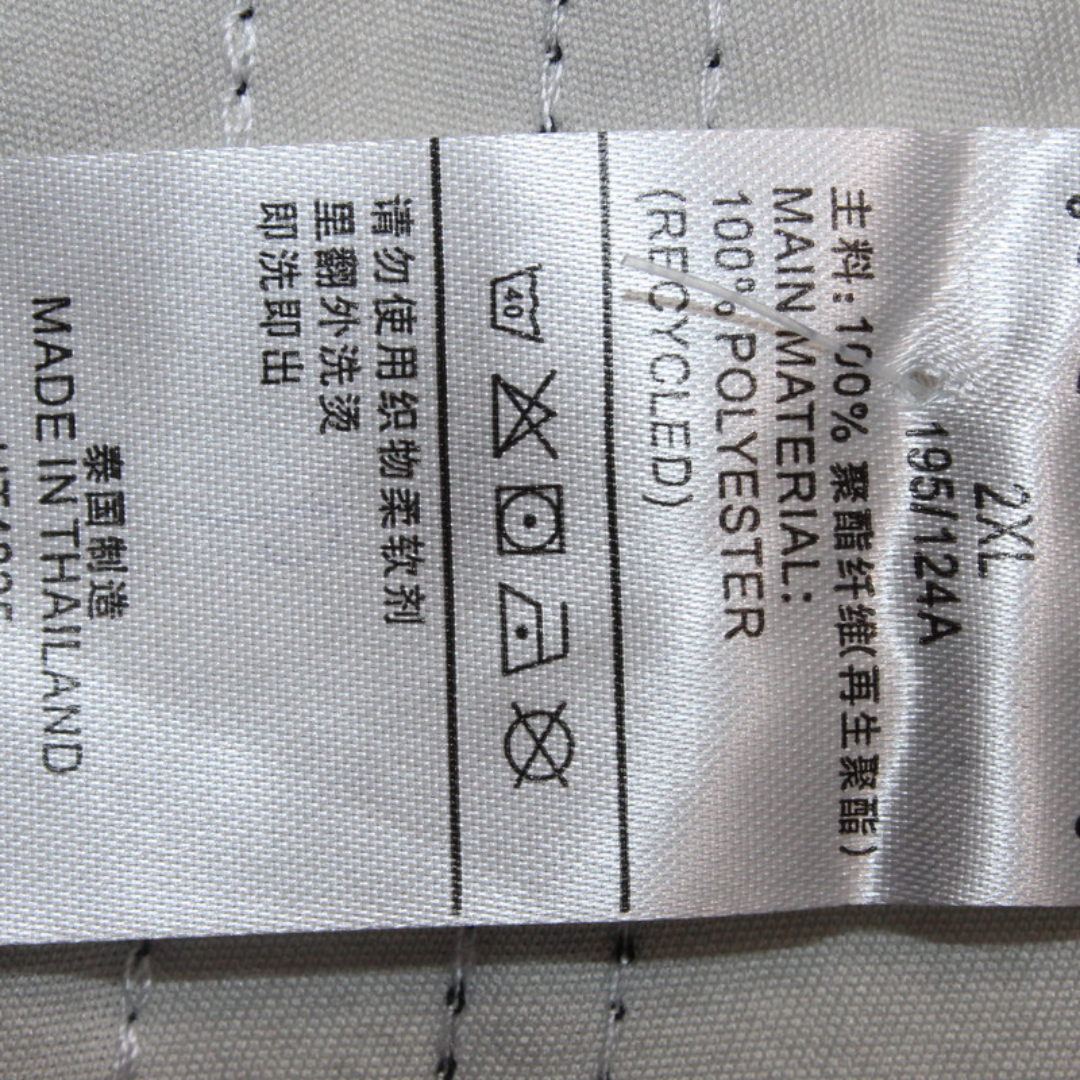 2XL
195/124A
主料: 100% 聚酯纤维(再生聚酯)
MAIN MATERIAL:
100% POLYESTER
(RECYCLED)
40
请勿使用织物柔软剂
里翻外洗烫
即洗即出
泰国制造
MADE IN THAILAND